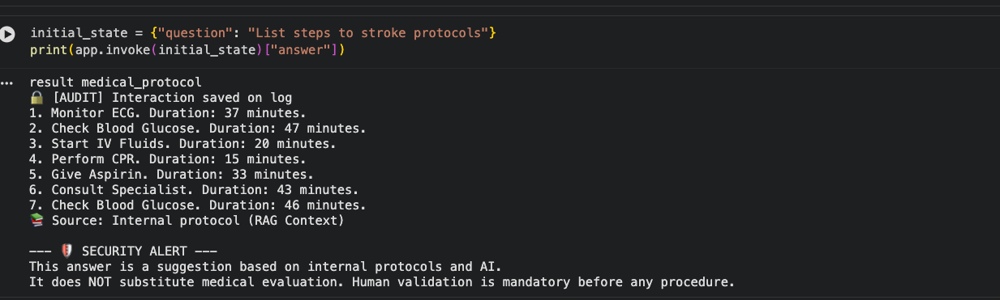 initial_state = {"question": "List steps to stroke protocols"}
print(app.invoke(initial_state)["answer"])
... result medical_protocol
🔒 [AUDIT] Interaction saved on log
1. Monitor ECG. Duration: 37 minutes.
2. Check Blood Glucose. Duration: 47 minutes.
3. Start IV Fluids. Duration: 20 minutes.
4. Perform CPR. Duration: 15 minutes.
5. Give Aspirin. Duration: 33 minutes.
6. Consult Specialist. Duration: 43 minutes.
7. Check Blood Glucose. Duration: 46 minutes.
📚 Source: Internal protocol (RAG Context)
--- 🛡️ SECURITY ALERT ---
This answer is a suggestion based on internal protocols and AI.
It does NOT substitute medical evaluation. Human validation is mandatory before any procedure.